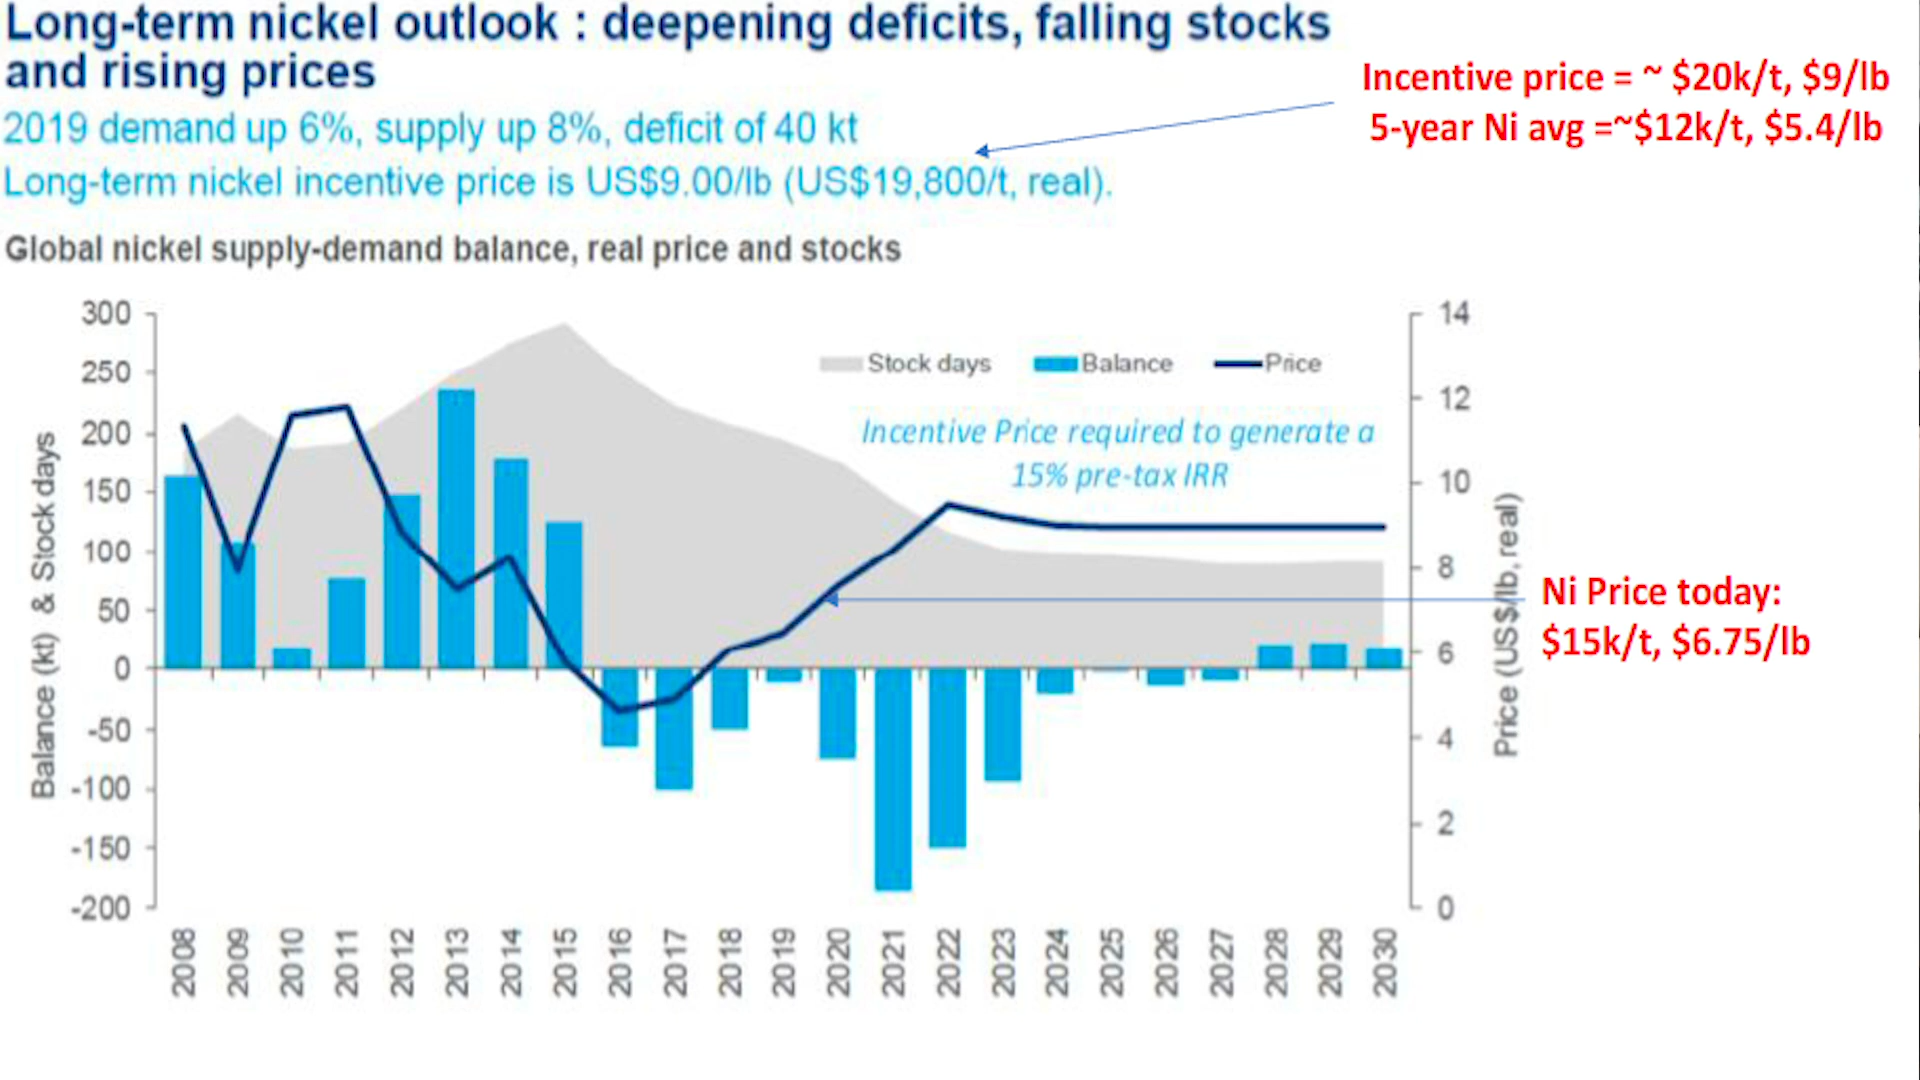 Long-term nickel outlook : deepening deficits, falling stocks
and rising prices
2019 demand up 6%, supply up 8%, deficit of 40 kt
Long-term nickel incentive price is US$9.00/lb (US$19,800/t, real).
Incentive price = ~ $20k/t, $9/lb
5-year Ni avg =~$12k/t, $5.4/lb
Global nickel supply-demand balance, real price and stocks
Stock days
Balance
Price
Incentive Price required to generate a
15% pre-tax IRR
Balance (kt) & Stock days
300
250
200
150
100
50
0
-50
-100
-150
-200
14
12
10
8
6
4
2
0
Price (US$/lb, real)
Ni Price today:
$15k/t, $6.75/lb
2008 2009 2010 2011 2012 2013 2014 2015 2016 2017 2018 2019 2020 2021 2022 2023 2024 2025 2026 2027 2028 2029 2030